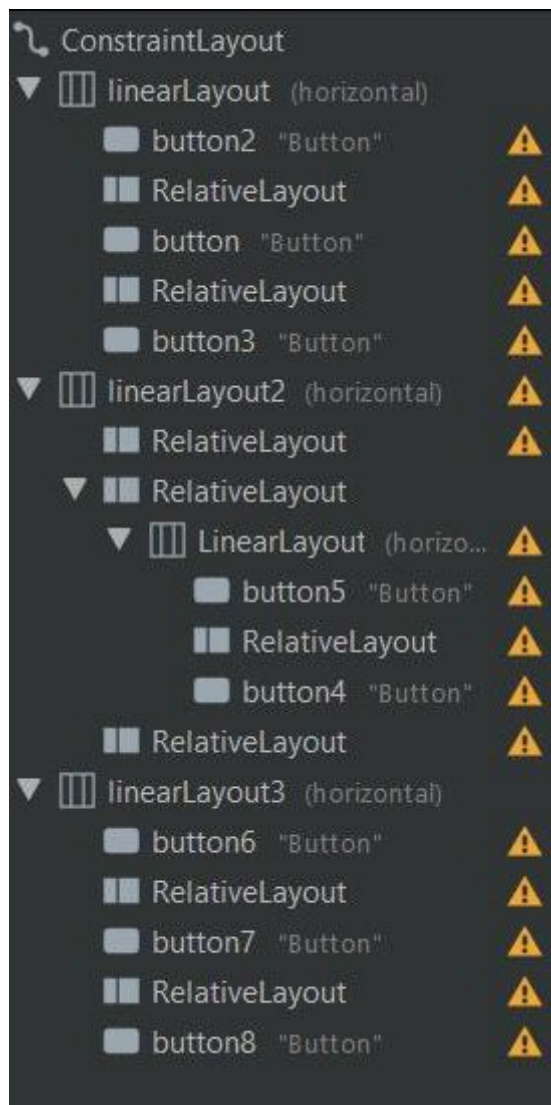 ConstraintLayout
linearLayout (horizontal)
button2 "Button"
RelativeLayout
button "Button"
RelativeLayout
button3 "Button"
linearLayout2 (horizontal)
RelativeLayout
RelativeLayout
LinearLayout (horizo...
button5 "Button"
RelativeLayout
button4 "Button"
RelativeLayout
linearLayout3 (horizontal)
button6 "Button"
RelativeLayout
button7 "Button"
RelativeLayout
button8 "Button"